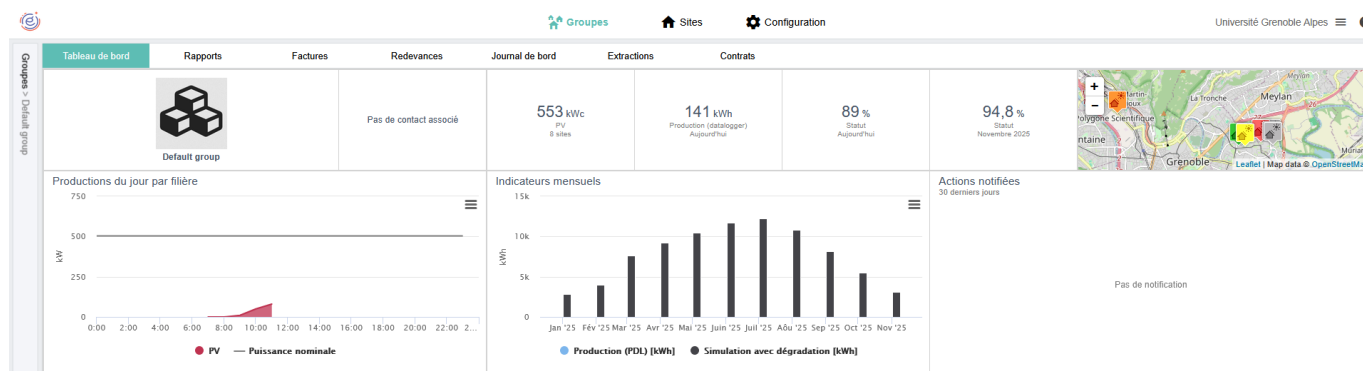 Groupes
Sites
Configuration
Université Grenoble Alpes
Groupes > Default group
Tableau de bord
Rapports
Factures
Redevances
Journal de bord
Extractions
Contrats
Default group
Pas de contact associé
553 kWc
PV
8 sites
141 kWh
Production (datalogger)
Aujourd'hui
89 %
Statut
Aujourd'hui
94,8 %
Statut
Novembre 2025
+
−
Meylan
La Tronche
Meylan
Polygone Scientifique
Grenoble
Leaflet | Map data © OpenStreetMa
Productions du jour par filière
750
500
250
0
kW
0:00 2:00 4:00 6:00 8:00 10:00 12:00 14:00 16:00 18:00 20:00 22:00 2...
PV
Puissance nominale
Indicateurs mensuels
15k
10k
5k
0
kWh
Jan '25 Fév '25 Mar '25 Avr '25 Mai '25 Juin '25 Juil '25 Aôu '25 Sep '25 Oct '25 Nov '25
Production (PDL) [kWh]
Simulation avec dégradation [kWh]
Actions notifiées
30 derniers jours
Pas de notification